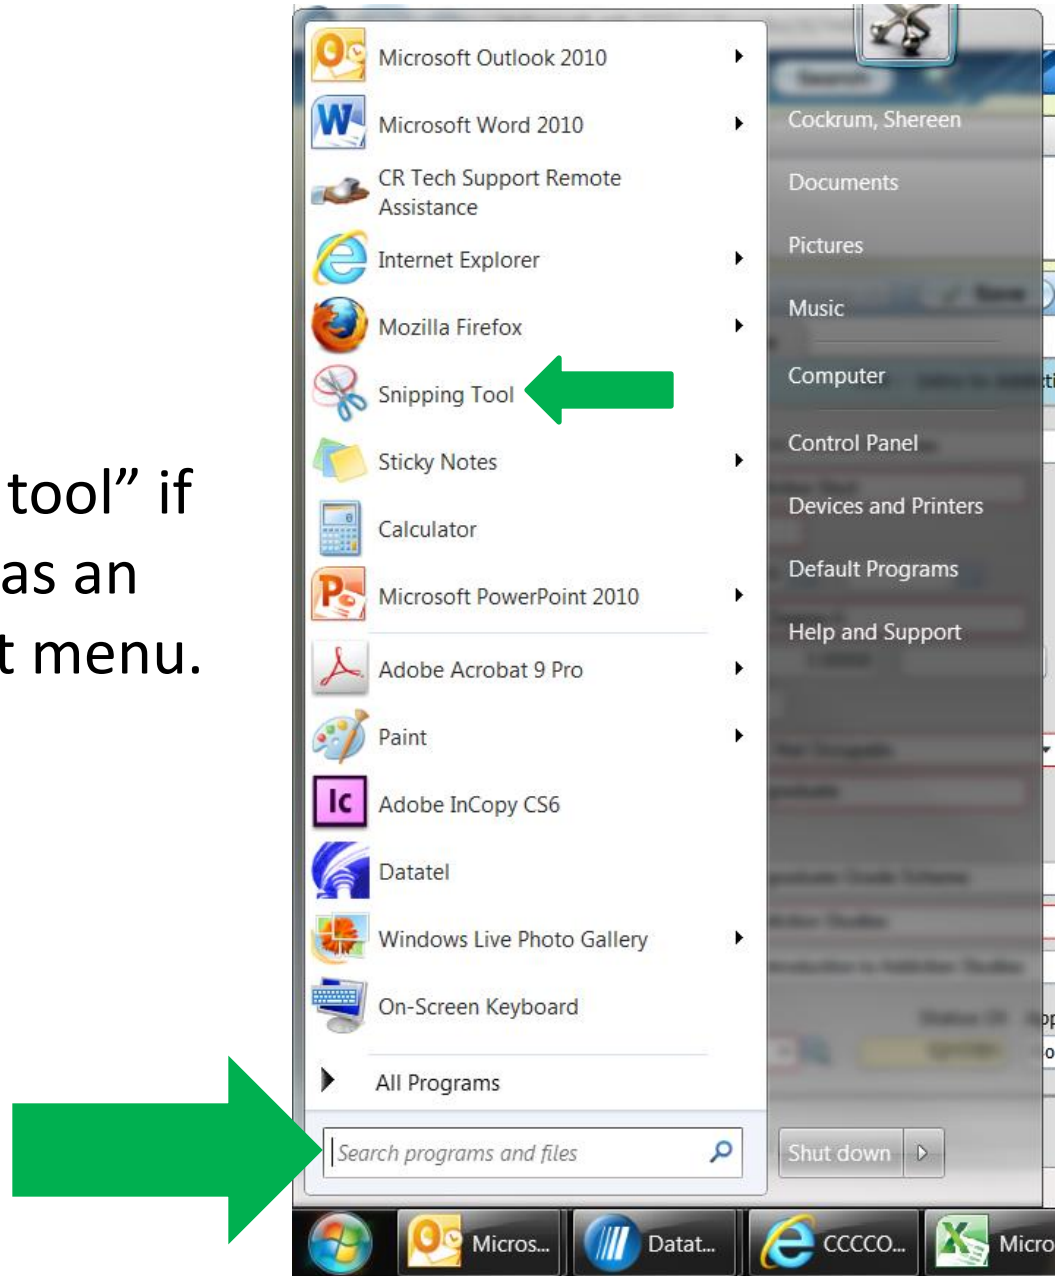 tool” if
as an
t menu.
Microsoft Outlook 2010
Microsoft Word 2010
CR Tech Support Remote
Assistance
Internet Explorer
Mozilla Firefox
Snipping Tool
Sticky Notes
Calculator
Microsoft PowerPoint 2010
Adobe Acrobat 9 Pro
Paint
Ic
Adobe InCopy CS6
Datatel
Windows Live Photo Gallery
On-Screen Keyboard
All Programs
Search programs and files
Search
Cockrum, Shereen
Documents
Pictures
Save
Music
Computer
Control Panel
Devices and Printers
Default Programs
Help and Support
Shut down
Micros...
Datat...
CCCCO...
Micro